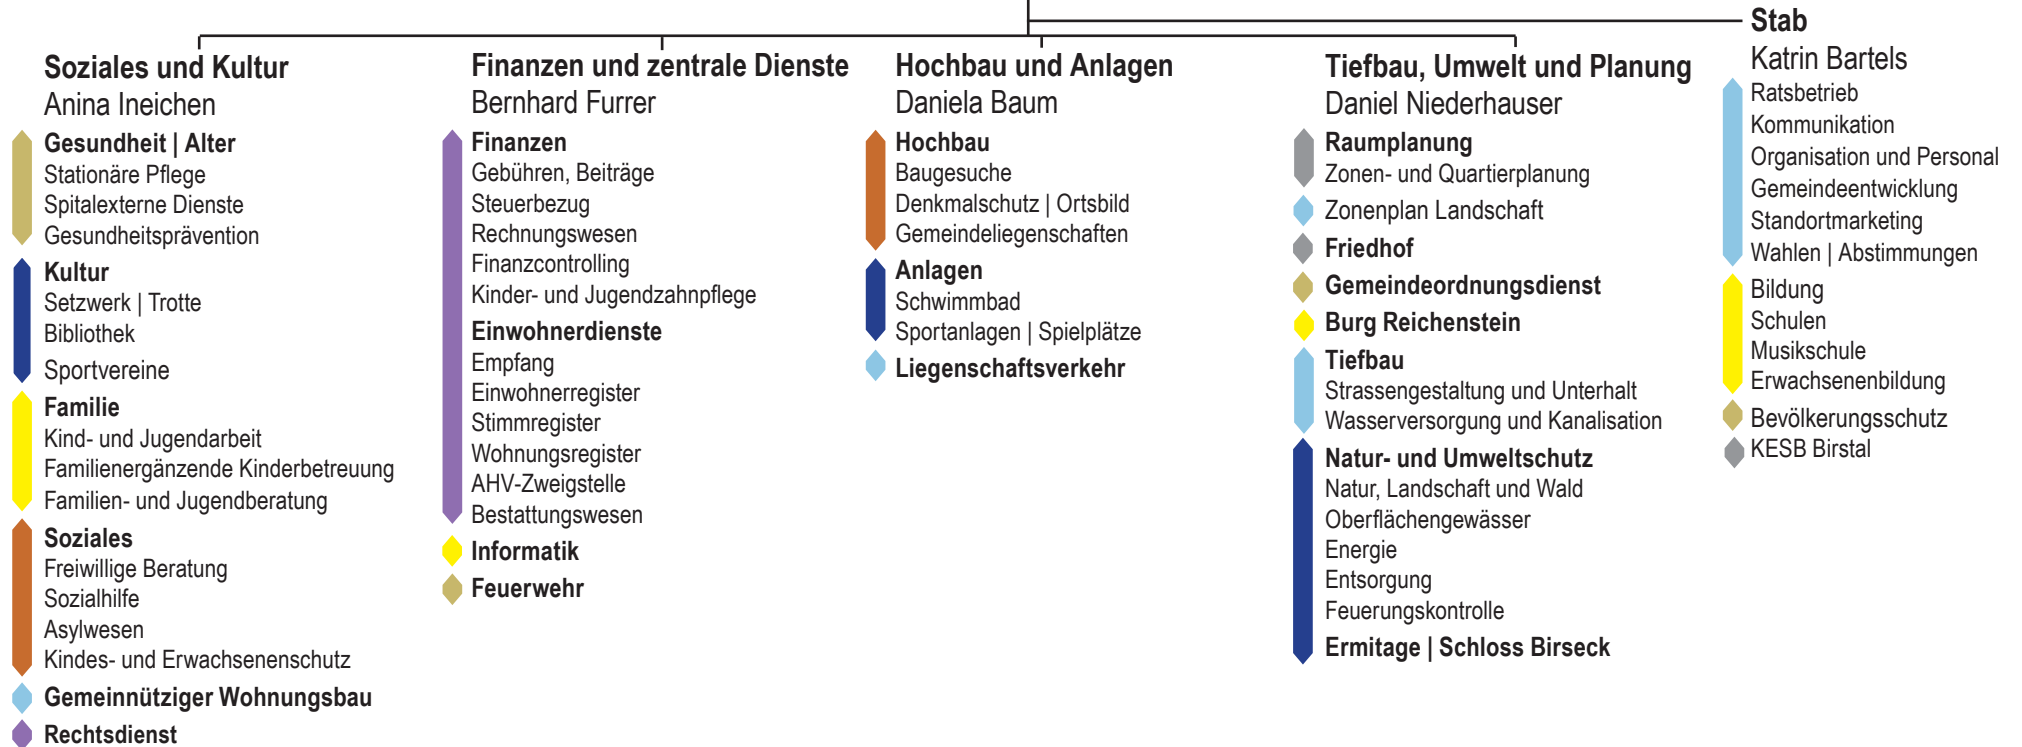 Soziales und Kultur
Anina Ineichen
Gesundheit | Alter
Stationäre Pflege
Spitalexterne Dienste
Gesundheitsprävention
Kultur
Setzwerk | Trotte
Bibliothek
Sportvereine
Familie
Kind- und Jugendarbeit
Familienergänzende Kinderbetreuung
Familien- und Jugendberatung
Soziales
Freiwillige Beratung
Sozialhilfe
Asylwesen
Kindes- und Erwachsenenschutz
Gemeinnütziger Wohnungsbau
Rechtsdienst
Finanzen und zentrale Dienste
Bernhard Furrer
Finanzen
Gebühren, Beiträge
Steuerbezug
Rechnungswesen
Finanzcontrolling
Kinder- und Jugendzahnpflege
Einwohnerdienste
Empfang
Einwohnerregister
Stimmregister
Wohnungsregister
AHV-Zweigstelle
Bestattungswesen
Informatik
Feuerwehr
Hochbau und Anlagen
Daniela Baum
Hochbau
Baugesuche
Denkmalschutz | Ortsbild
Gemeindeliegenschaften
Anlagen
Schwimmbad
Sportanlagen | Spielplätze
Liegenschaftsverkehr
Tiefbau, Umwelt und Planung
Daniel Niederhauser
Raumplanung
Zonen- und Quartierplanung
Zonenplan Landschaft
Friedhof
Gemeindeordnungsdienst
Burg Reichenstein
Tiefbau
Strassengestaltung und Unterhalt
Wasserversorgung und Kanalisation
Natur- und Umweltschutz
Natur, Landschaft und Wald
Oberflächengewässer
Energie
Entsorgung
Feuerungskontrolle
Ermitage | Schloss Birseck
Stab
Katrin Bartels
Ratsbetrieb
Kommunikation
Organisation und Personal
Gemeindeentwicklung
Standortmarketing
Wahlen | Abstimmungen
Bildung
Schulen
Musikschule
Erwachsenenbildung
Bevölkerungsschutz
KESB Birstal